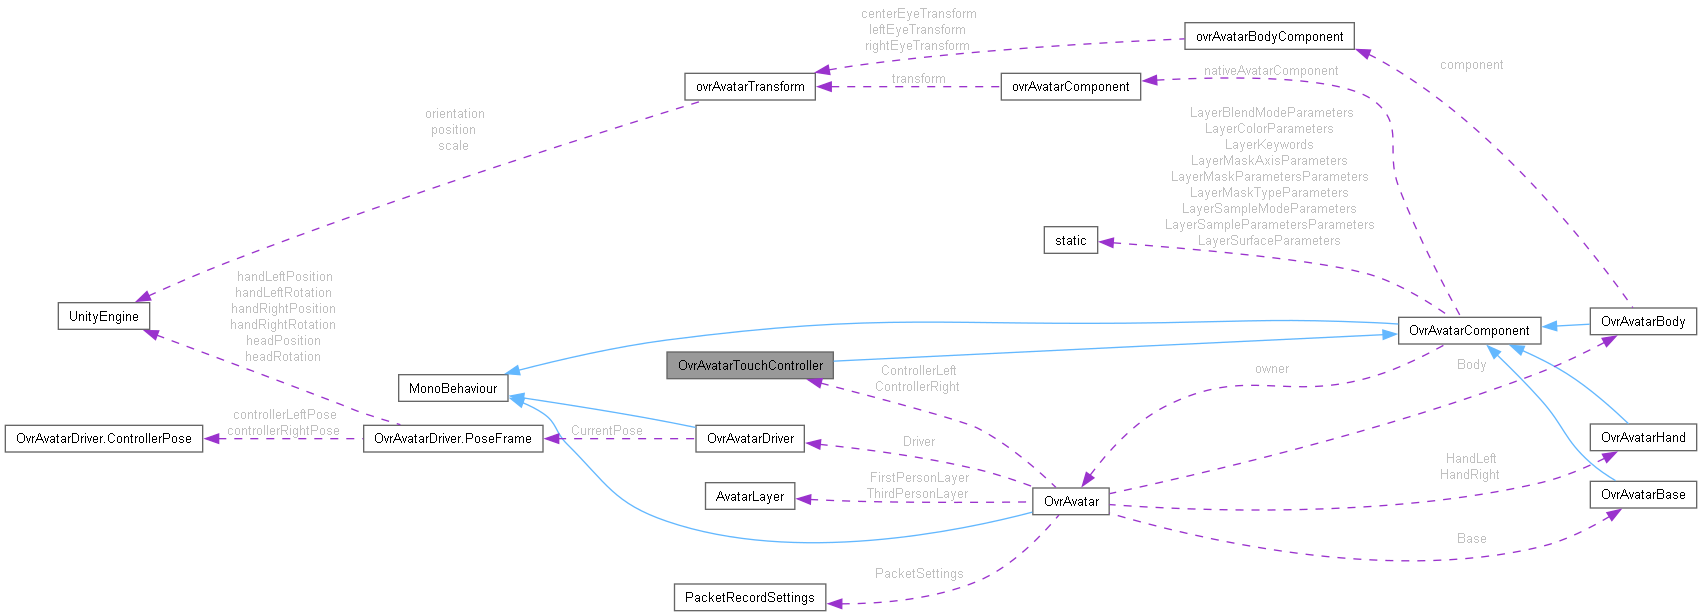 centerEyeTransform
leftEyeTransform
rightEyeTransform
ovrAvatarBodyComponent
component
nativeAvatarComponent
transform
ovrAvatarTransform
ovrAvatarComponent
orientation
position
scale
LayerBlendModeParameters
LayerColorParameters
LayerKeywords
LayerMaskAxisParameters
LayerMaskParametersParameters
LayerMaskTypeParameters
LayerSampleModeParameters
LayerSampleParametersParameters
LayerSurfaceParameters
static
handLeftPosition
handLeftRotation
handRightPosition
handRightRotation
headPosition
headRotation
UnityEngine
OvrAvatarComponent
OvrAvatarBody
OvrAvatarTouchController
ControllerLeft
ControllerRight
owner
Body
MonoBehaviour
controllerLeftPose
controllerRightPose
OvrAvatarDriver.ControllerPose
OvrAvatarDriver.PoseFrame
CurrentPose
OvrAvatarDriver
Driver
OvrAvatarHand
HandLeft
HandRight
FirstPersonLayer
ThirdPersonLayer
AvatarLayer
OvrAvatar
OvrAvatarBase
Base
PacketSettings
PacketRecordSettings